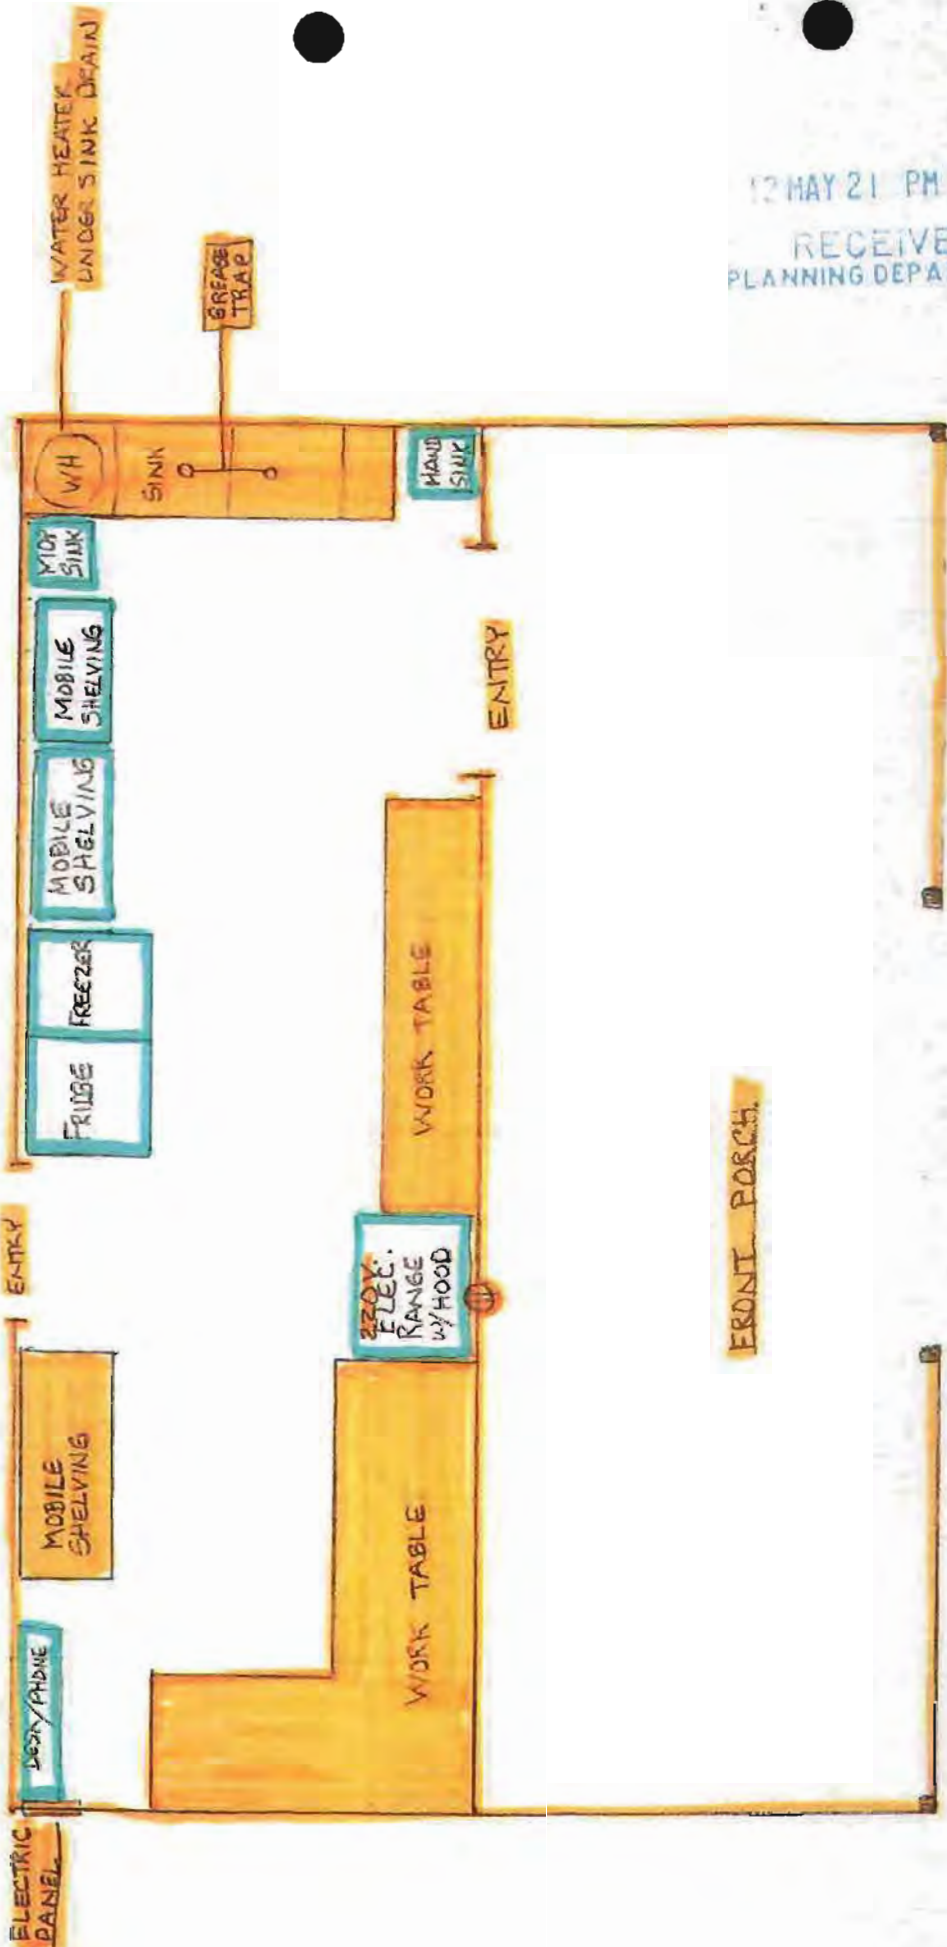 WATER HEATER
UNDER SINK DRAIN
GREASE
TRAP
12 MAY 21 PM
RECEIVE
PLANNING DEPA
WH
SINK
HAND
SINK
MOP
SINK
MOBILE
SHELVING
MOBILE
SHELVING
FREEZER
FRIDGE
ENTRY
WORK TABLE
ENTRY
220V.
ELEC.
RANGE
W/HOOD
FRONT PORCH
MOBILE
SHELVING
WORK TABLE
DESK/PHONE
ELECTRIC
PANEL